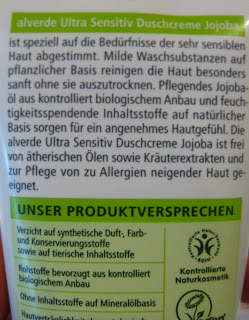 alverde Ultra Sensitiv Duschcreme Jojoba
ist speziell auf die Bedürfnisse der sehr sensiblen
Haut abgestimmt. Milde Waschsubstanzen auf
pflanzlicher Basis reinigen die Haut besonders
sanft ohne sie auszutrocknen. Pflegendes Jojoba-
öl aus kontrolliert biologischem Anbau und feuch-
tigkeitsspendende Inhaltsstoffe auf natürlicher
Basis sorgen für ein angenehmes Hautgefühl. Die
alverde Ultra Sensitiv Duschcreme Jojoba ist frei
von ätherischen Ölen sowie Kräuterextrakten und
zur Pflege von zu Allergien neigender Haut ge-
eignet.
UNSER PRODUKTVERSPRECHEN
Verzicht auf synthetische Duft-, Farb-
und Konservierungsstoffe
sowie auf tierische Inhaltsstoffe
Rohstoffe bevorzugt aus kontrolliert
biologischem Anbau
Ohne Inhaltsstoffe auf Mineralölbasis
Kontrollierte
Naturkosmetik